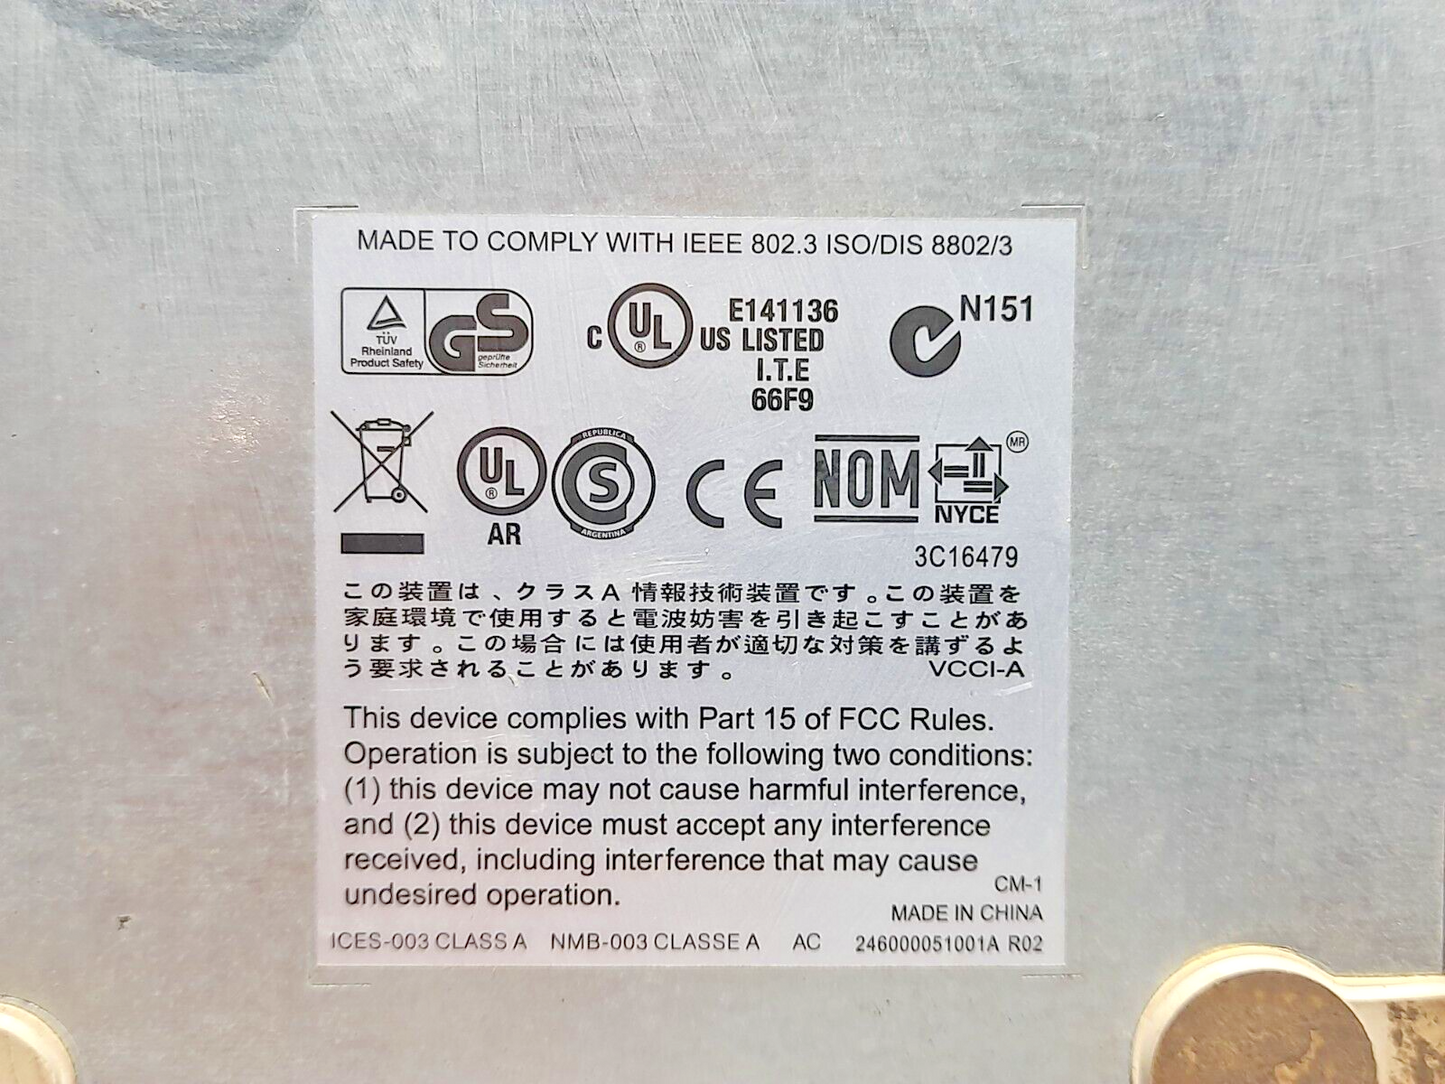 MADE TO COMPLY WITH IEEE 802.3 ISO/DIS 8802/3
TÜV
Rheinland
Product Safety
GS
geprüfte
Sicherheit
C UL ® US LISTED
E141136
I.T.E
66F9
N151
UL ®
AR
REPUBLICA
S
ARGENTINA
CE
NOM
NYCE
MR
3C16479
この装置は、クラスA 情報技術装置です。この装置を
家庭環境で使用すると電波妨害を引き起こすことがあ
ります。この場合には使用者が適切な対策を講ずるよ
う要求されることがあります。 VCCI-A
This device complies with Part 15 of FCC Rules.
Operation is subject to the following two conditions:
(1) this device may not cause harmful interference,
and (2) this device must accept any interference
received, including interference that may cause
undesired operation.
CM-1
MADE IN CHINA
ICES-003 CLASS A NMB-003 CLASSE A AC 246000051001A R02